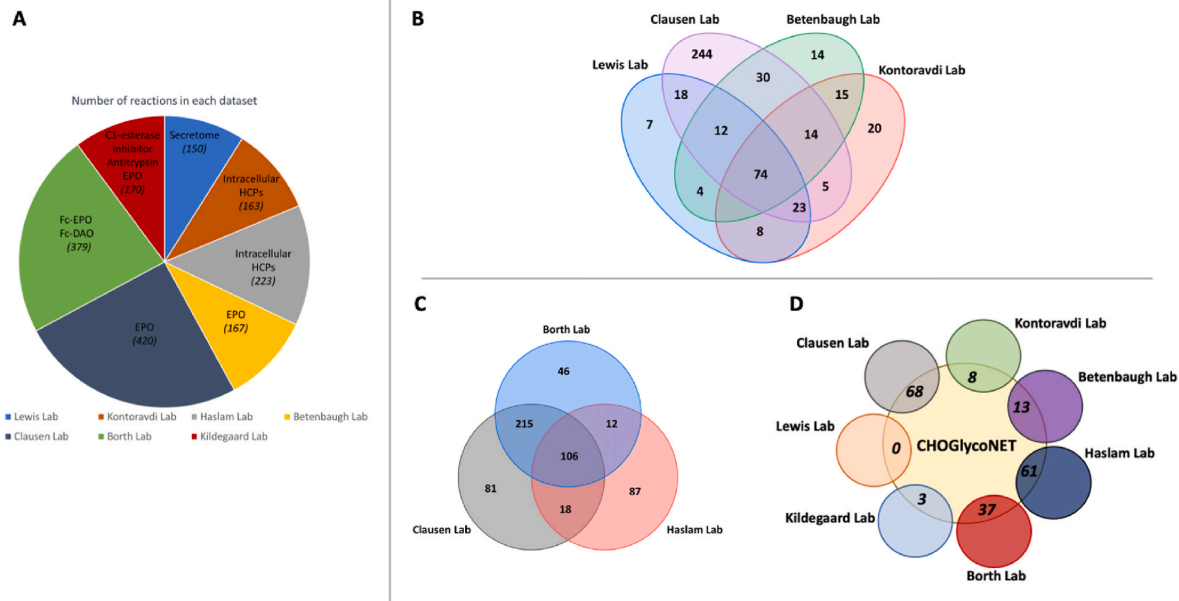 A
Number of reactions in each dataset
C1-esterase
inhibitor
Antitrypsin
EPO
(170)
Secretome
(150)
Intracellular
HCPs
(163)
Intracellular
HCPs
(223)
EPO
(167)
EPO
(420)
Fc-EPO
Fc-DAO
(379)
Lewis Lab
Kontoravdi Lab
Haslam Lab
Betenbaugh Lab
Clausen Lab
Borth Lab
Kildegaard Lab
B
Clausen Lab
Betenbaugh Lab
Lewis Lab
Kontoravdi Lab
244
14
30
18
15
7
12
14
20
74
4
5
23
8
C
Borth Lab
46
215
12
106
81
87
18
Clausen Lab
Haslam Lab
D
Kontoravdi Lab
Clausen Lab
Betenbaugh Lab
8
68
13
Lewis Lab
0
CHOGlycoNET
Haslam Lab
61
3
37
Kildegaard Lab
Borth Lab